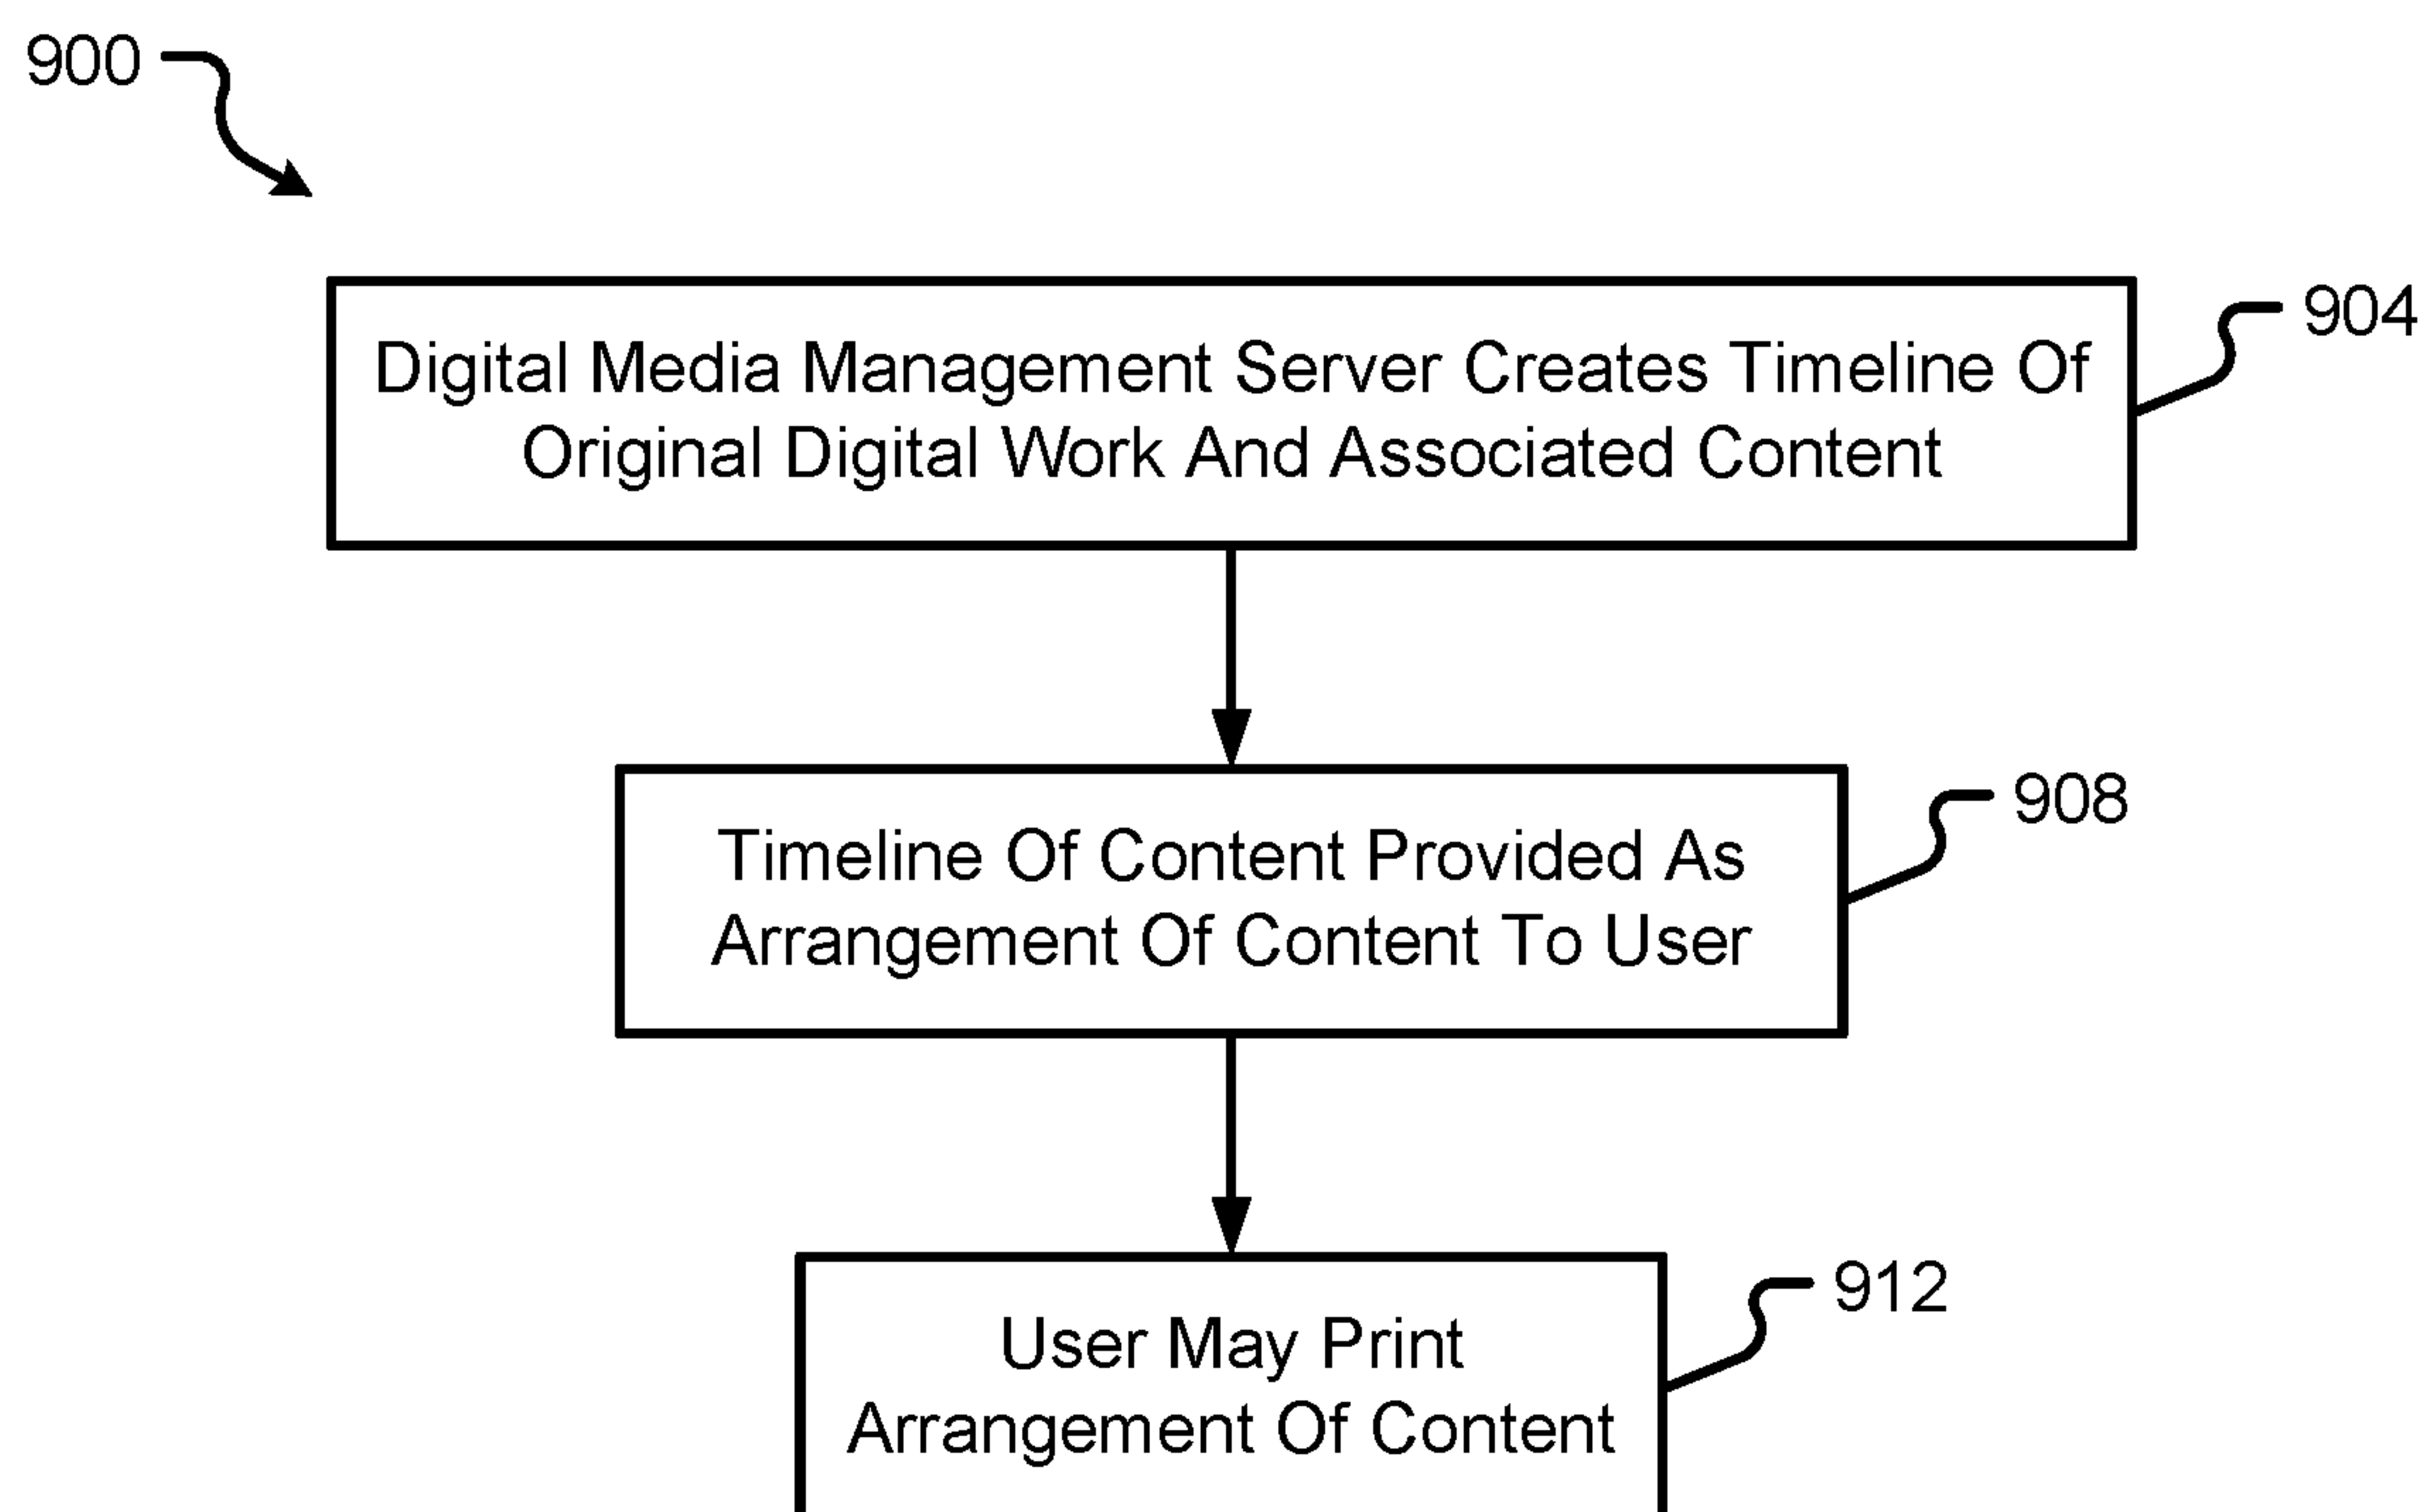 900
904
Digital Media Management Server Creates Timeline Of
Original Digital Work And Associated Content
908
Timeline Of Content Provided As
Arrangement Of Content To User
912
User May Print
Arrangement Of Content